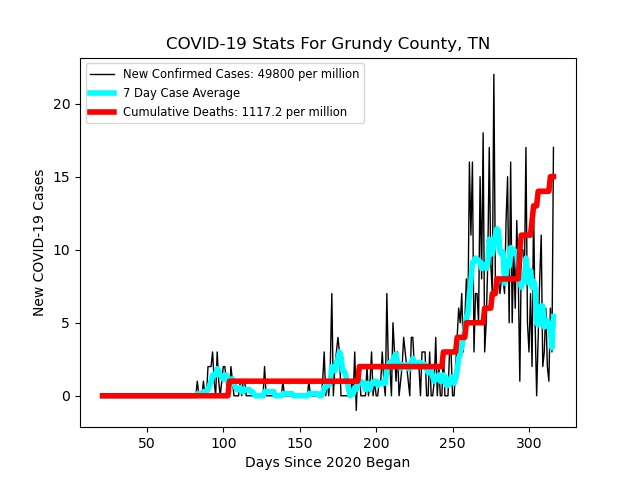 COVID-19 Stats For Grundy County, TN
New Confirmed Cases: 49800 per million
7 Day Case Average
Cumulative Deaths: 1117.2 per million
New COVID-19 Cases
20
15
10
5
0
50 100 150 200 250 300
Days Since 2020 Began